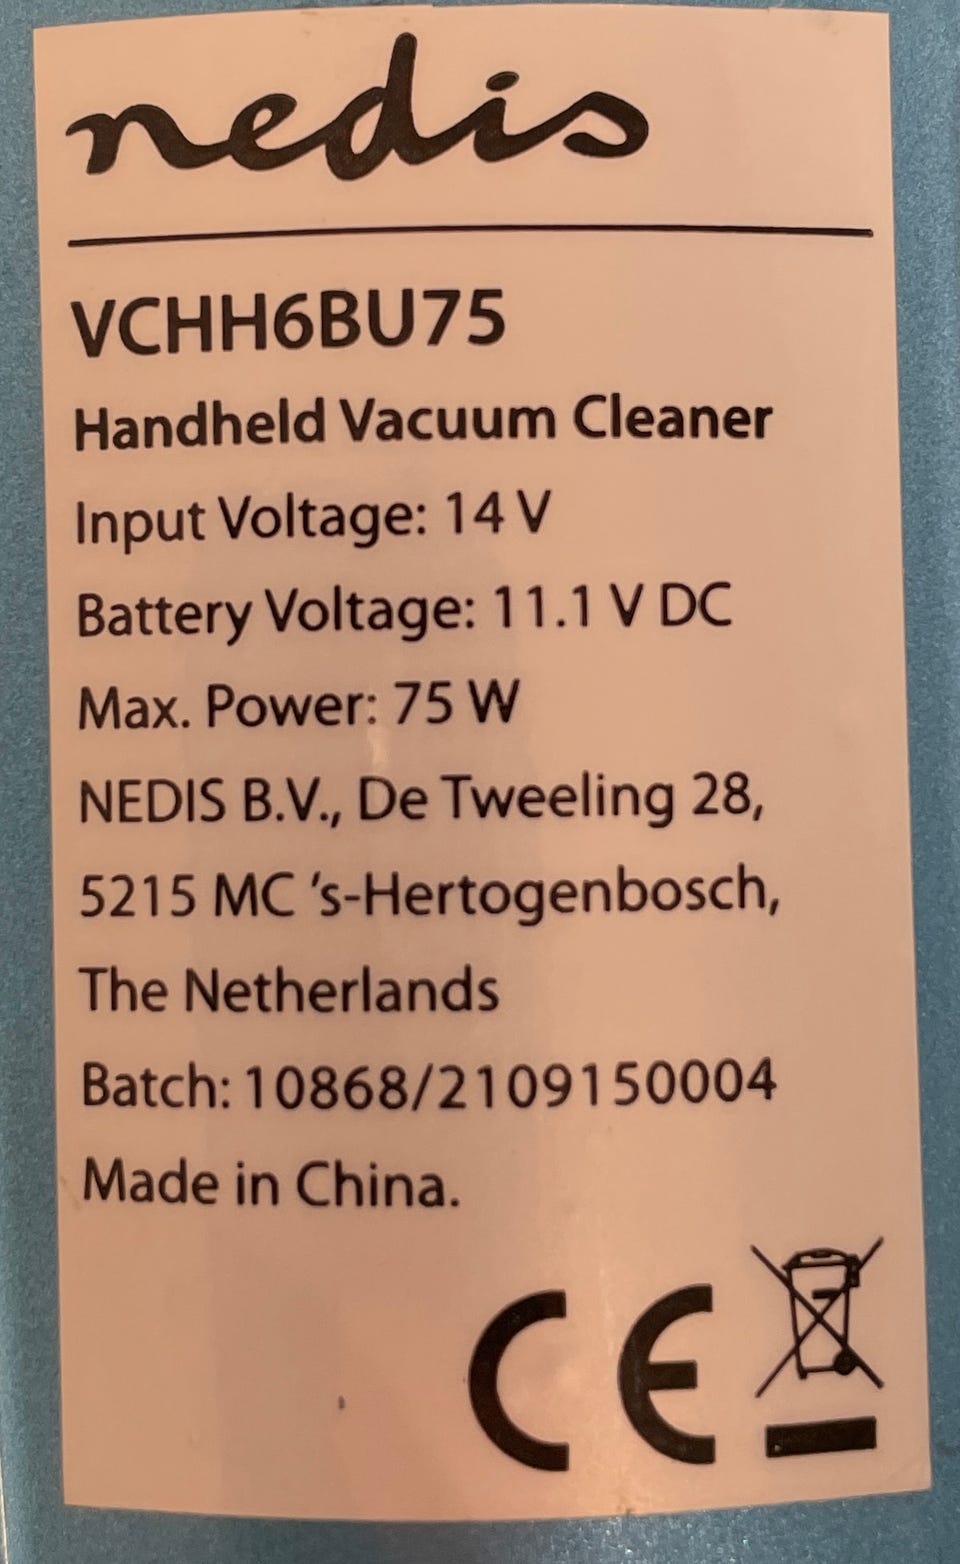 nedis
VCHH6BU75
Handheld Vacuum Cleaner
Input Voltage: 14 V
Battery Voltage: 11.1 V DC
Max. Power: 75 W
NEDIS B.V., De Tweeling 28,
5215 MC ’s-Hertogenbosch,
The Netherlands
Batch: 10868/2109150004
Made in China.
CE